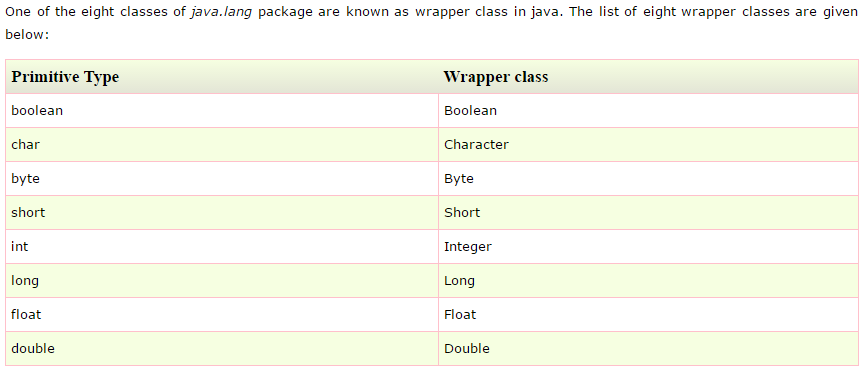 One of the eight classes of java.lang package are known as wrapper class in java. The list of eight wrapper classes are given
below:
Primitive Type Wrapper class
boolean Boolean
char Character
byte Byte
short Short
int Integer
long Long
float Float
double Double